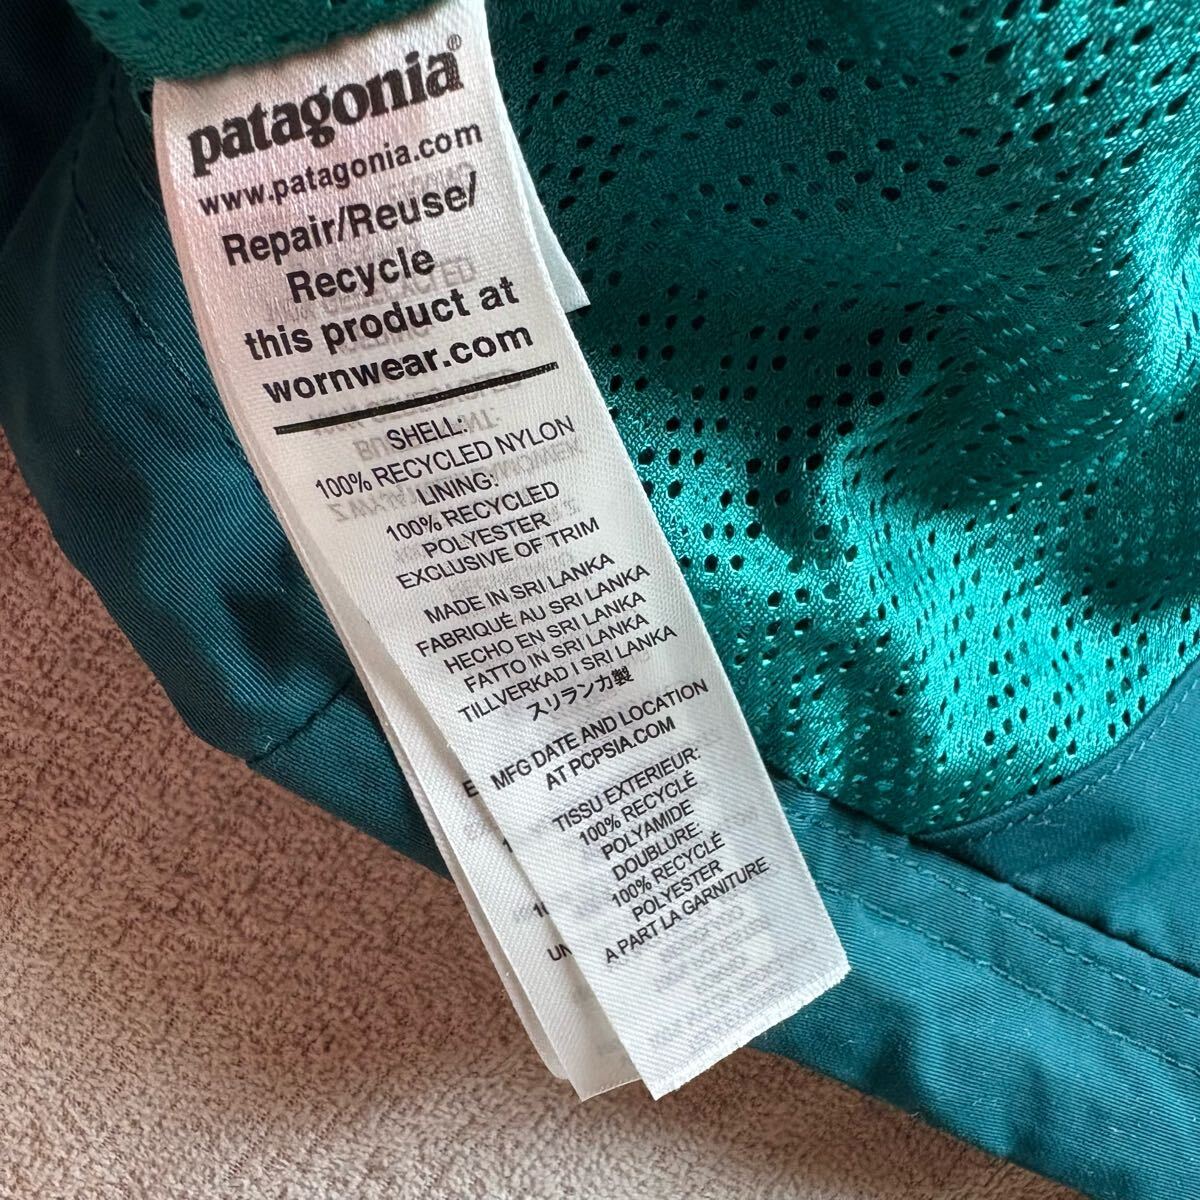 patagonia®
www.patagonia.com
Repair/Reuse/
Recycle
this product at
wornwear.com
SHELL:
100% RECYCLED NYLON
LINING:
100% RECYCLED
POLYESTER
EXCLUSIVE OF TRIM
MADE IN SRI LANKA
FABRIQUÉ AU SRI LANKA
HECHO EN SRI LANKA
FATTO IN SRI LANKA
TILLVERKAD I SRI LANKA
スリランカ製
MFG DATE AND LOCATION
AT PCPSIA.COM
TISSU EXTERIEUR:
100% RECYCLÉ
POLYAMIDE
DOUBLURE:
100% RECYCLÉ
POLYESTER
A PART LA GARNITURE